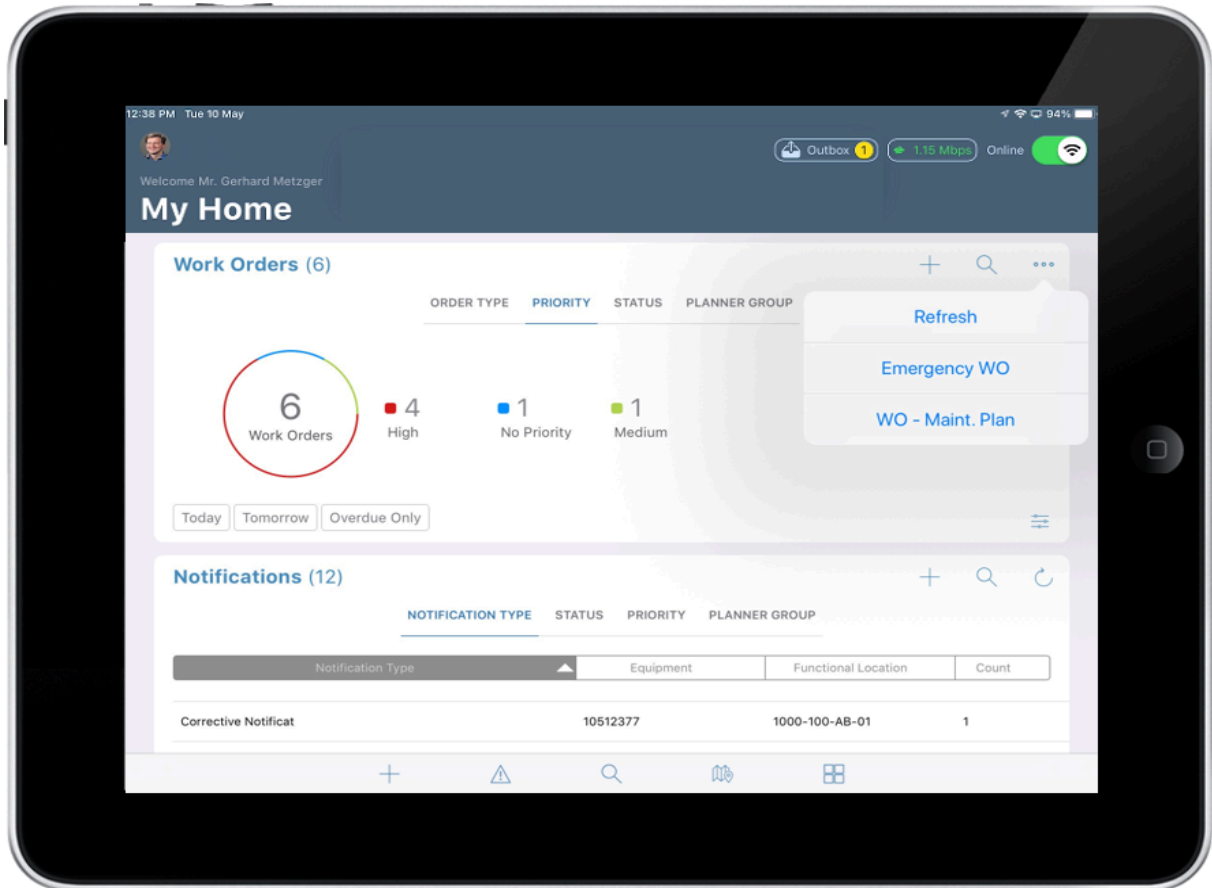 12:38 PM Tue 10 May 94%
Outbox 1 1.15 Mbps Online
Welcome Mr. Gerhard Metzger
My Home
Work Orders (6)
ORDER TYPE PRIORITY STATUS PLANNER GROUP
Refresh
Emergency WO
WO - Maint. Plan
6
Work Orders
4
High
1
No Priority
1
Medium
Today Tomorrow Overdue Only
Notifications (12)
NOTIFICATION TYPE STATUS PRIORITY PLANNER GROUP
Notification Type Equipment Functional Location Count
Corrective Notificat 10512377 1000-100-AB-01 1